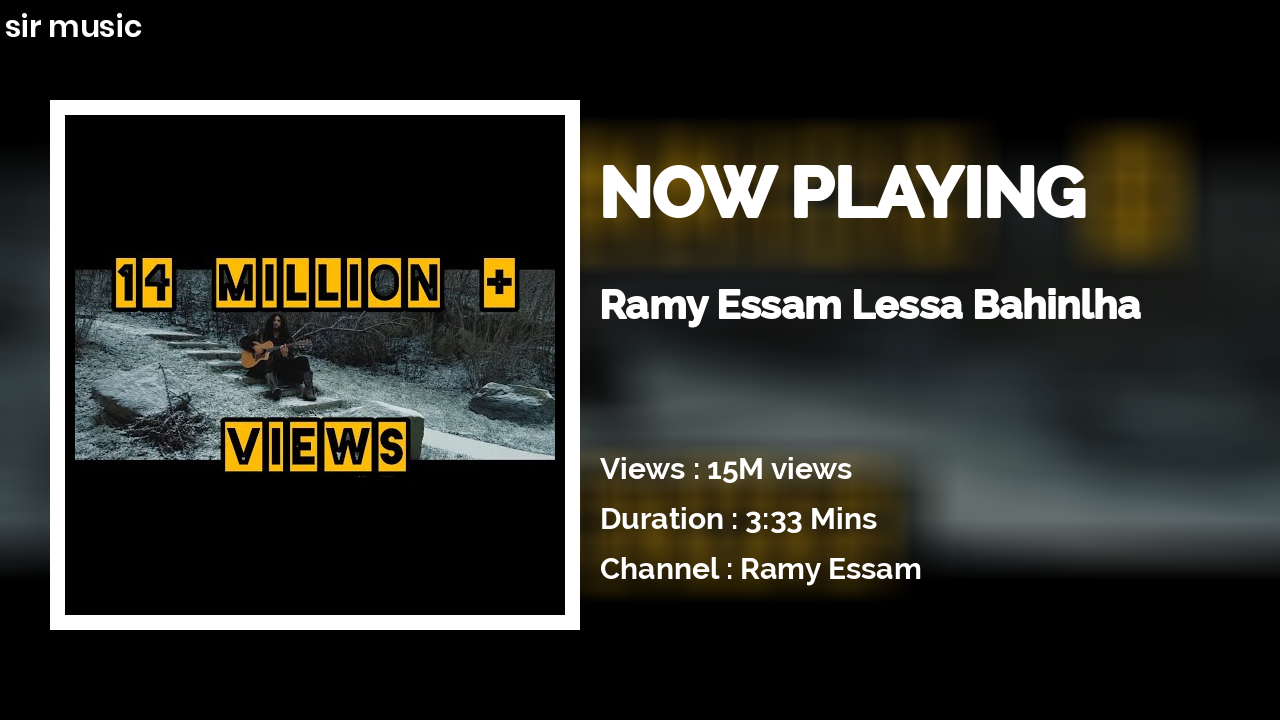 sir music
14 MILLION +
VIEWS
NOW PLAYING
Ramy Essam Lessa Bahinlha
Views : 15M views
Duration : 3:33 Mins
Channel : Ramy Essam